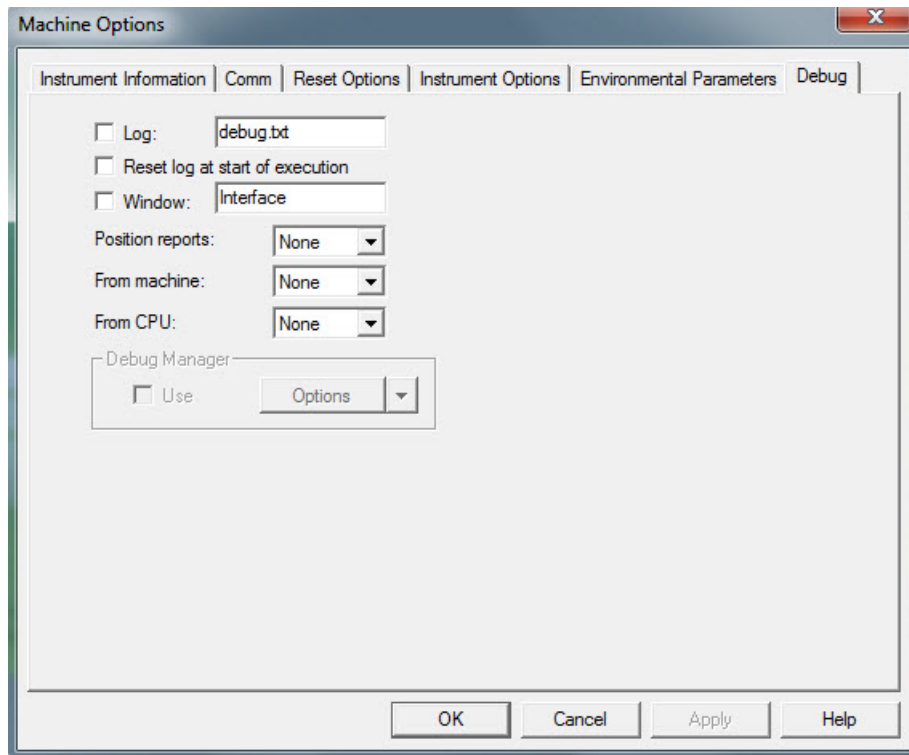 Machine Options
Instrument Information Comm Reset Options Instrument Options Environmental Parameters Debug
Log: debug.txt
Reset log at start of execution
Window: Interface
Position reports: None
From machine: None
From CPU: None
Debug Manager
Use Options
OK Cancel Apply Help